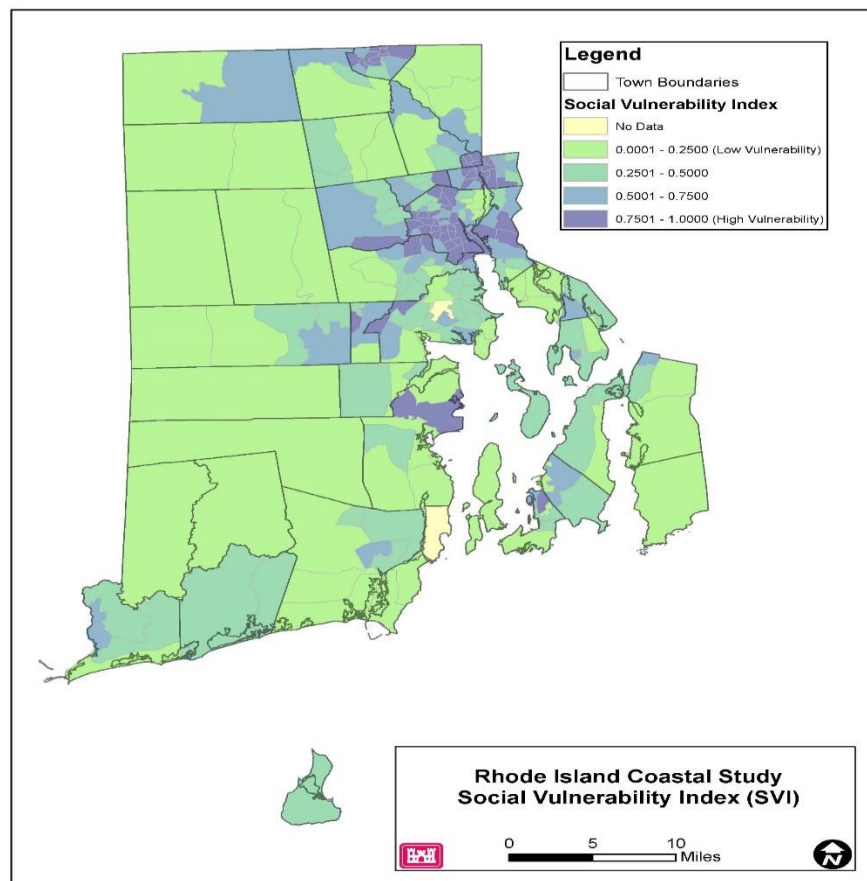 Legend
Town Boundaries
Social Vulnerability Index
No Data
0.0001 - 0.2500 (Low Vulnerability)
0.2501 - 0.5000
0.5001 - 0.7500
0.7501 - 1.0000 (High Vulnerability)
Rhode Island Coastal Study
Social Vulnerability Index (SVI)
0 5 10
Miles
N